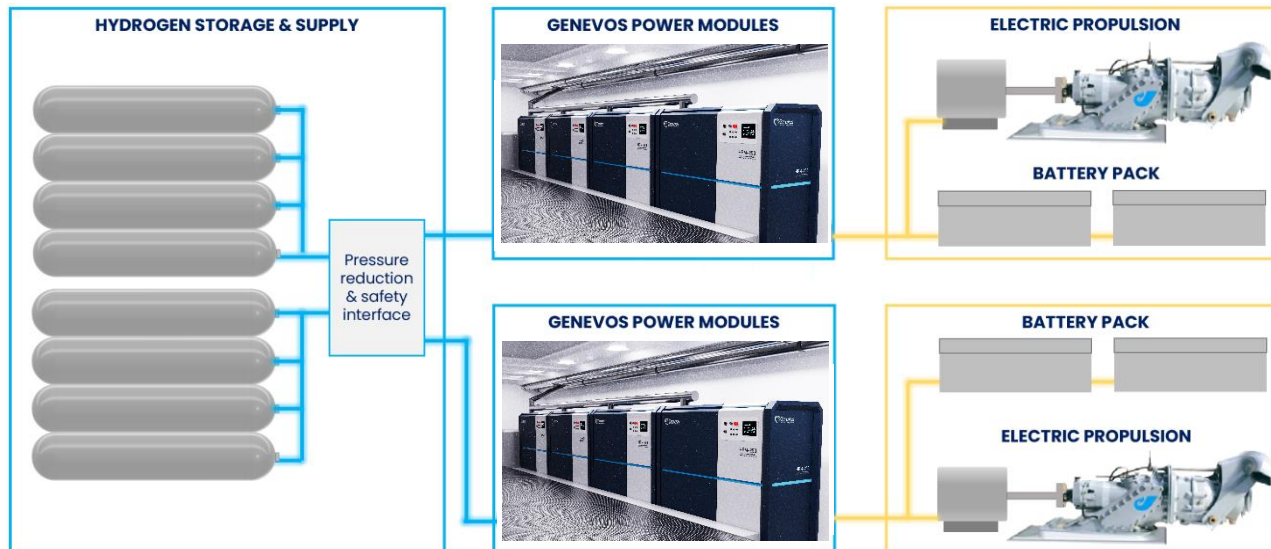 HYDROGEN STORAGE & SUPPLY
Pressure
reduction
& safety
interface
GENEVOS POWER MODULES
ELECTRIC PROPULSION
BATTERY PACK
GENEVOS POWER MODULES
BATTERY PACK
ELECTRIC PROPULSION